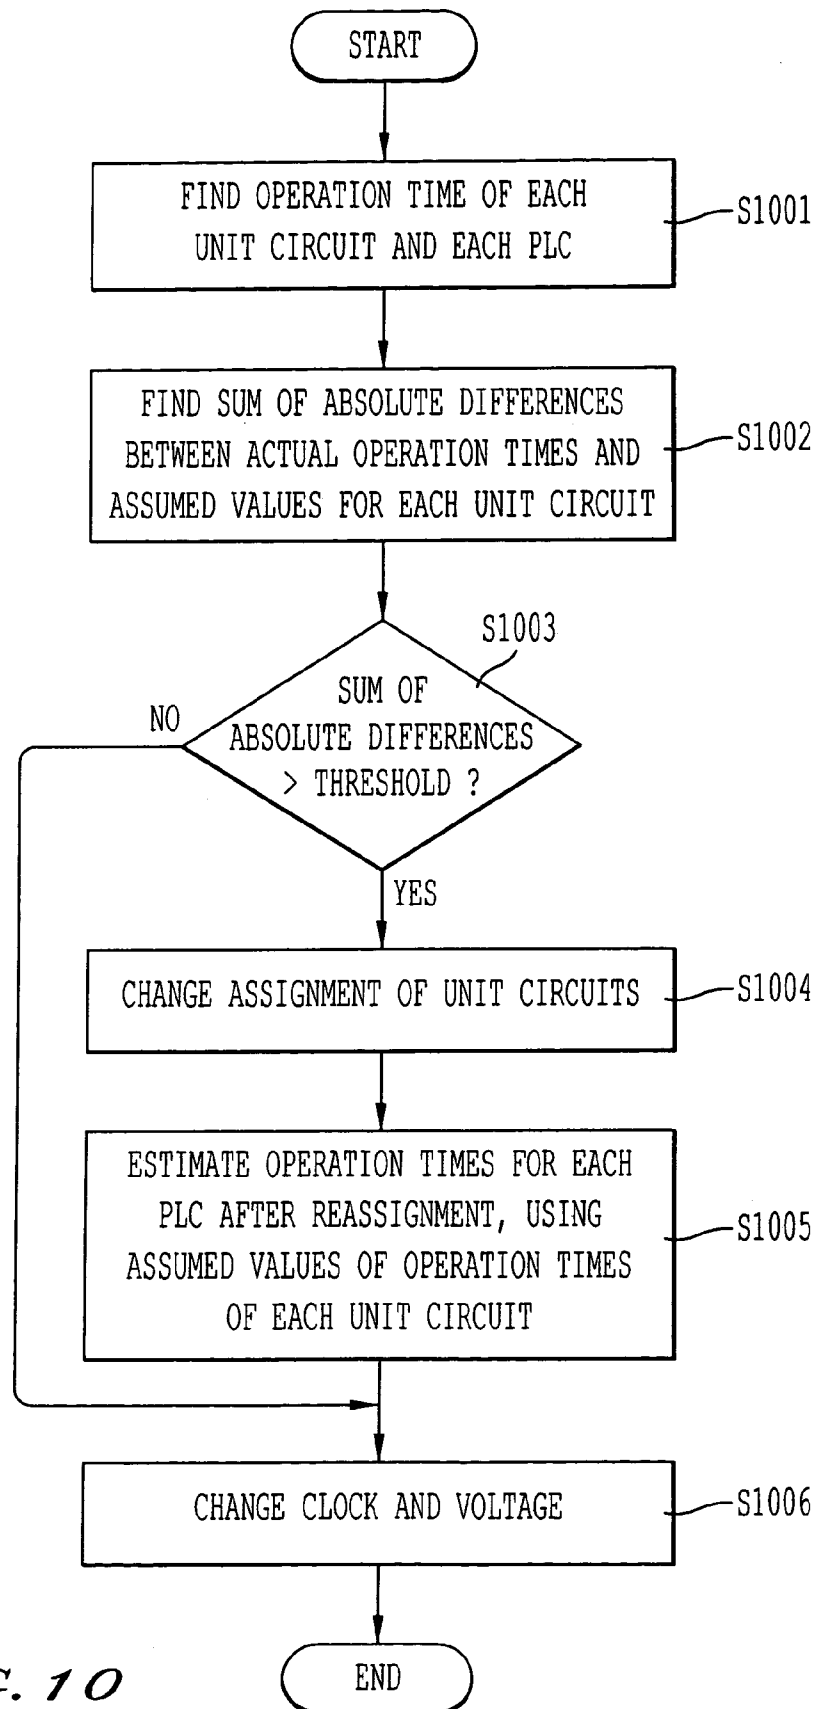 START
FIND OPERATION TIME OF EACH
UNIT CIRCUIT AND EACH PLC
S1001
FIND SUM OF ABSOLUTE DIFFERENCES
BETWEEN ACTUAL OPERATION TIMES AND
ASSUMED VALUES FOR EACH UNIT CIRCUIT
S1002
S1003
SUM OF
ABSOLUTE DIFFERENCES
> THRESHOLD ?
NO
YES
CHANGE ASSIGNMENT OF UNIT CIRCUITS
S1004
ESTIMATE OPERATION TIMES FOR EACH
PLC AFTER REASSIGNMENT, USING
ASSUMED VALUES OF OPERATION TIMES
OF EACH UNIT CIRCUIT
S1005
CHANGE CLOCK AND VOLTAGE
S1006
END
10